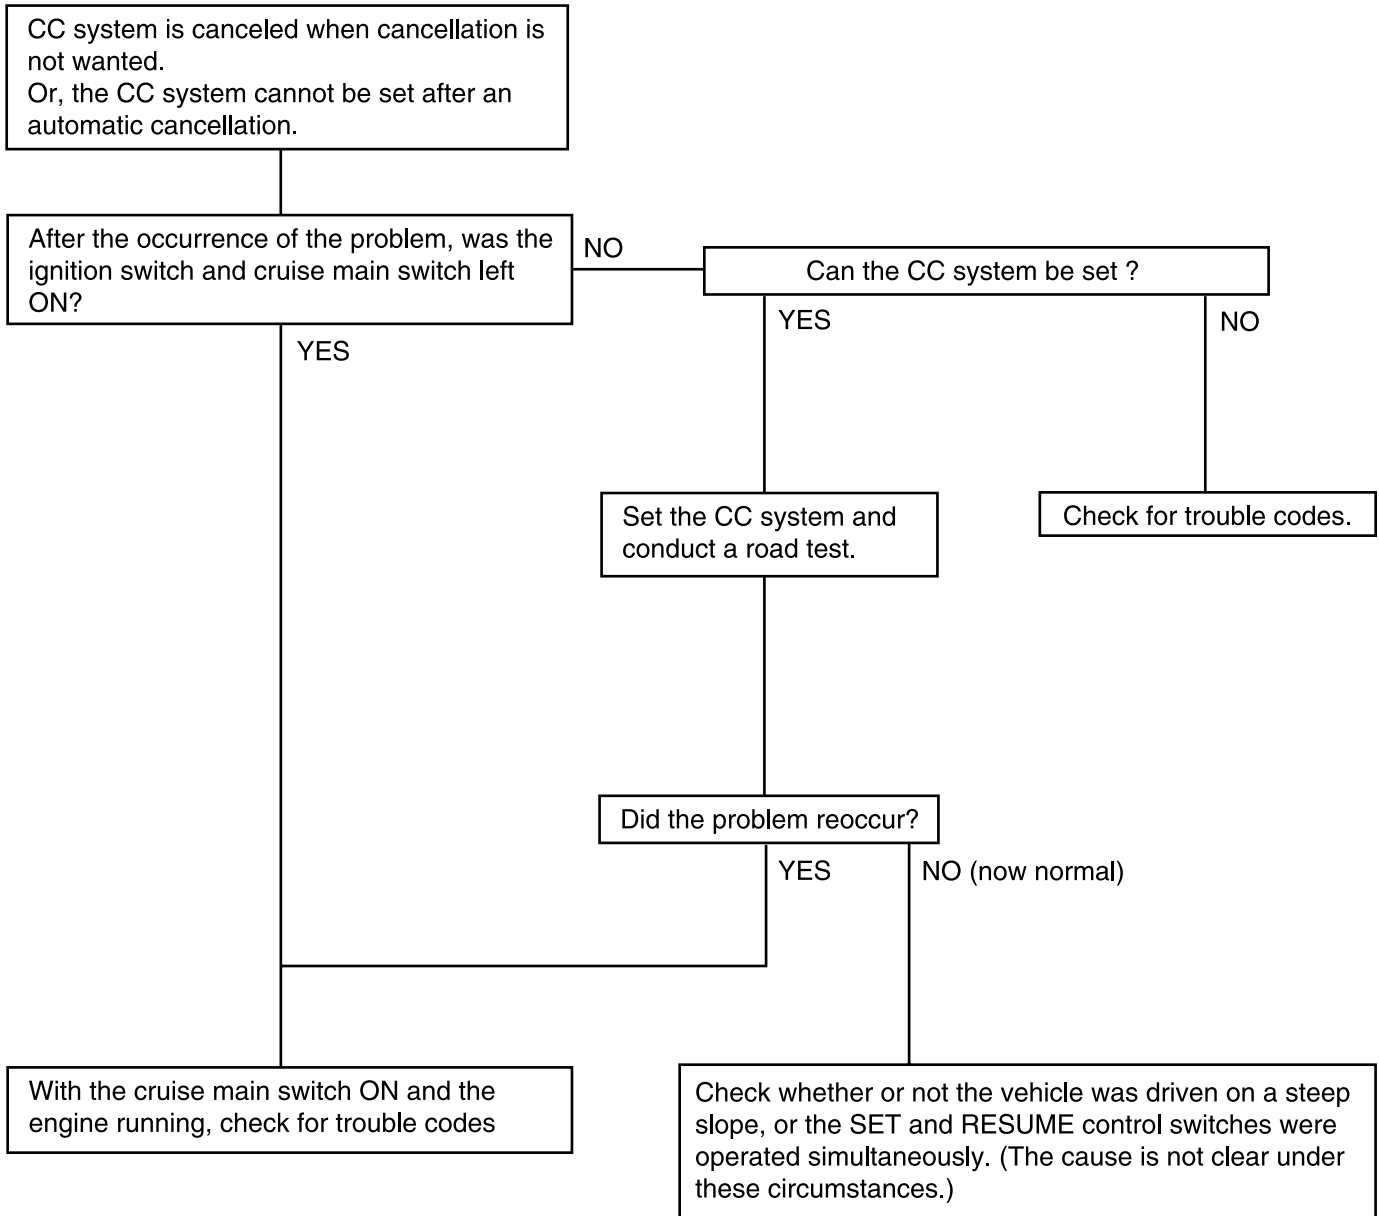 CC system is canceled when cancellation is
not wanted.
Or, the CC system cannot be set after an
automatic cancellation.
After the occurrence of the problem, was the
ignition switch and cruise main switch left
ON?
NO
Can the CC system be set ?
YES
NO
YES
Set the CC system and
conduct a road test.
Check for trouble codes.
Did the problem reoccur?
YES
NO (now normal)
With the cruise main switch ON and the
engine running, check for trouble codes
Check whether or not the vehicle was driven on a steep
slope, or the SET and RESUME control switches were
operated simultaneously. (The cause is not clear under
these circumstances.)